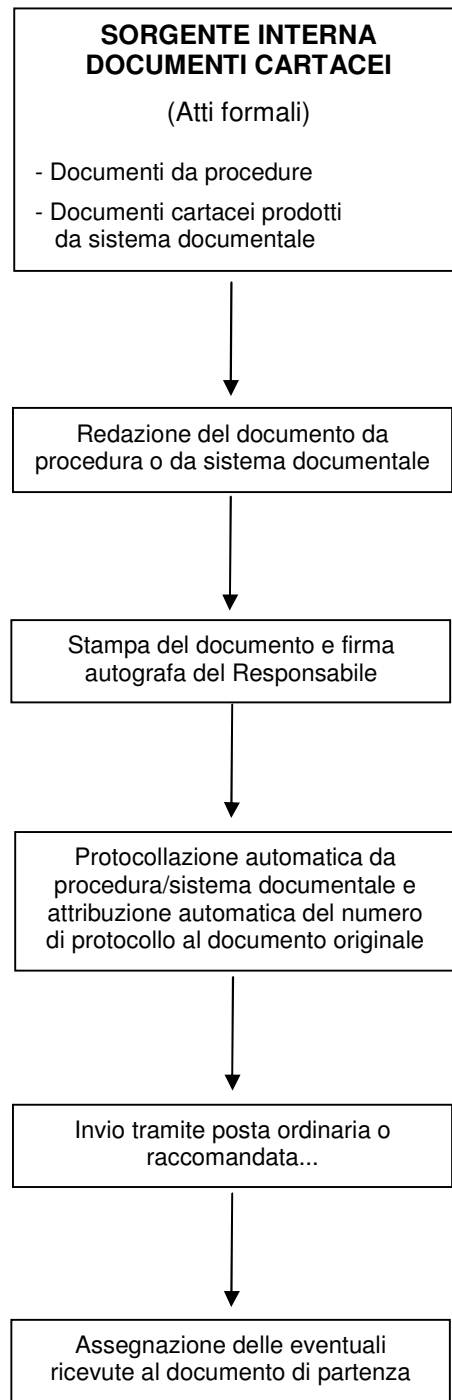 SORGENTE INTERNA
DOCUMENTI CARTACEI
(Atti formali)
- Documenti da procedure
- Documenti cartacei prodotti
da sistema documentale
Redazione del documento da
procedura o da sistema documentale
Stampa del documento e firma
autografa del Responsabile
Protocollazione automatica da
procedura/sistema documentale e
attribuzione automatica del numero
di protocollo al documento originale
Invio tramite posta ordinaria o
raccomandata...
Assegnazione delle eventuali
ricevute al documento di partenza